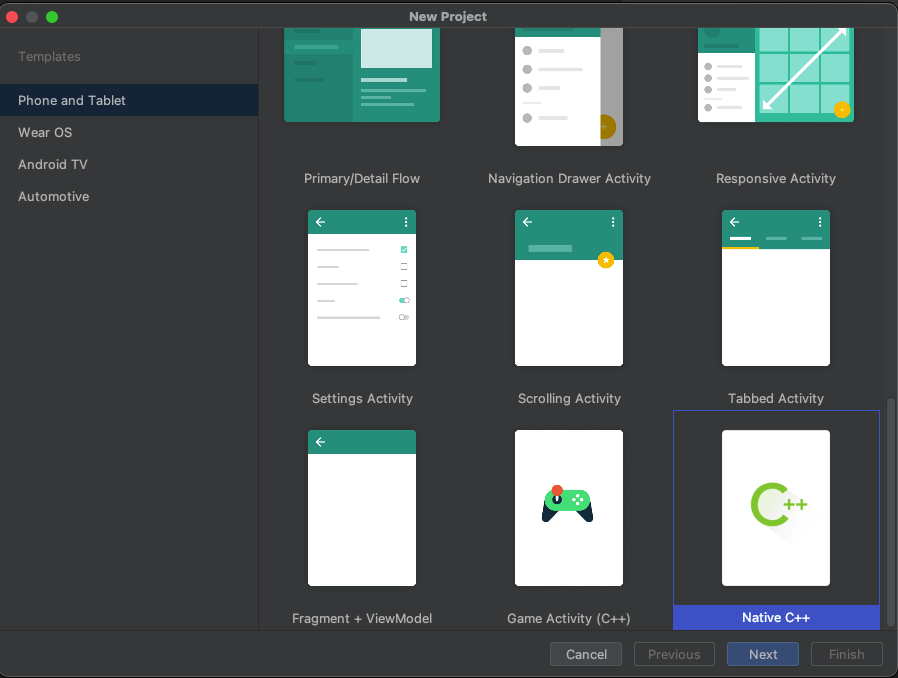 New Project
Templates
Phone and Tablet
Wear OS
Android TV
Automotive
Primary/Detail Flow
Navigation Drawer Activity
Responsive Activity
Settings Activity
Scrolling Activity
Tabbed Activity
C++
Fragment + ViewModel
Game Activity (C++)
Native C++
Cancel
Previous
Next
Finish